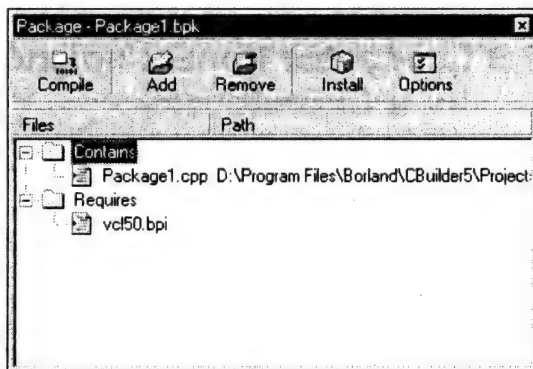 Package - Package1.bpk
Compile Add Remove Install Options
Files Path
Contains
Package1.cpp D:\Program Files\Borland\CBuilder5\Project
Requires
vcl50.bpi